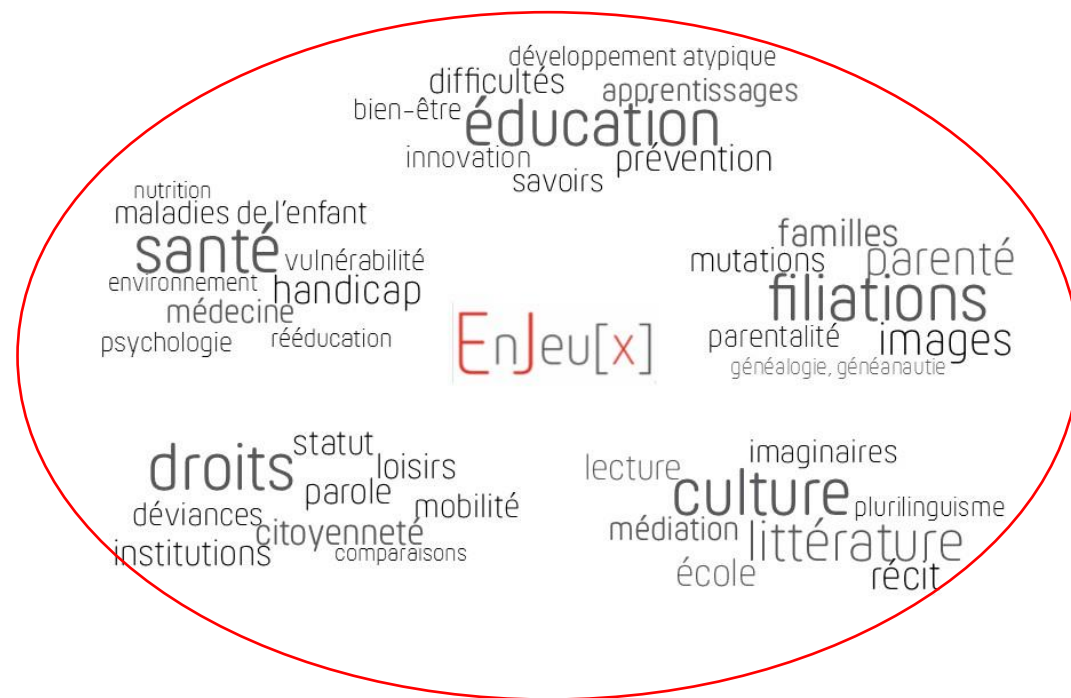 développement atypique
difficultés
apprentissages
bien-être
éducation
innovation
prévention
savoirs
nutrition
maladies de l'enfant
santé
vulnérabilité
environnement
handicap
médecine
psychologie
rééducation
familles
mutations
parenté
filiations
parentalité
images
généalogie, généanautie
EnJeu[x]
statut
droits
loisirs
parole
mobilité
déviances
citoyenneté
institutions
comparaisons
imaginaires
lecture
culture
plurilinguisme
médiation
littérature
école
récit